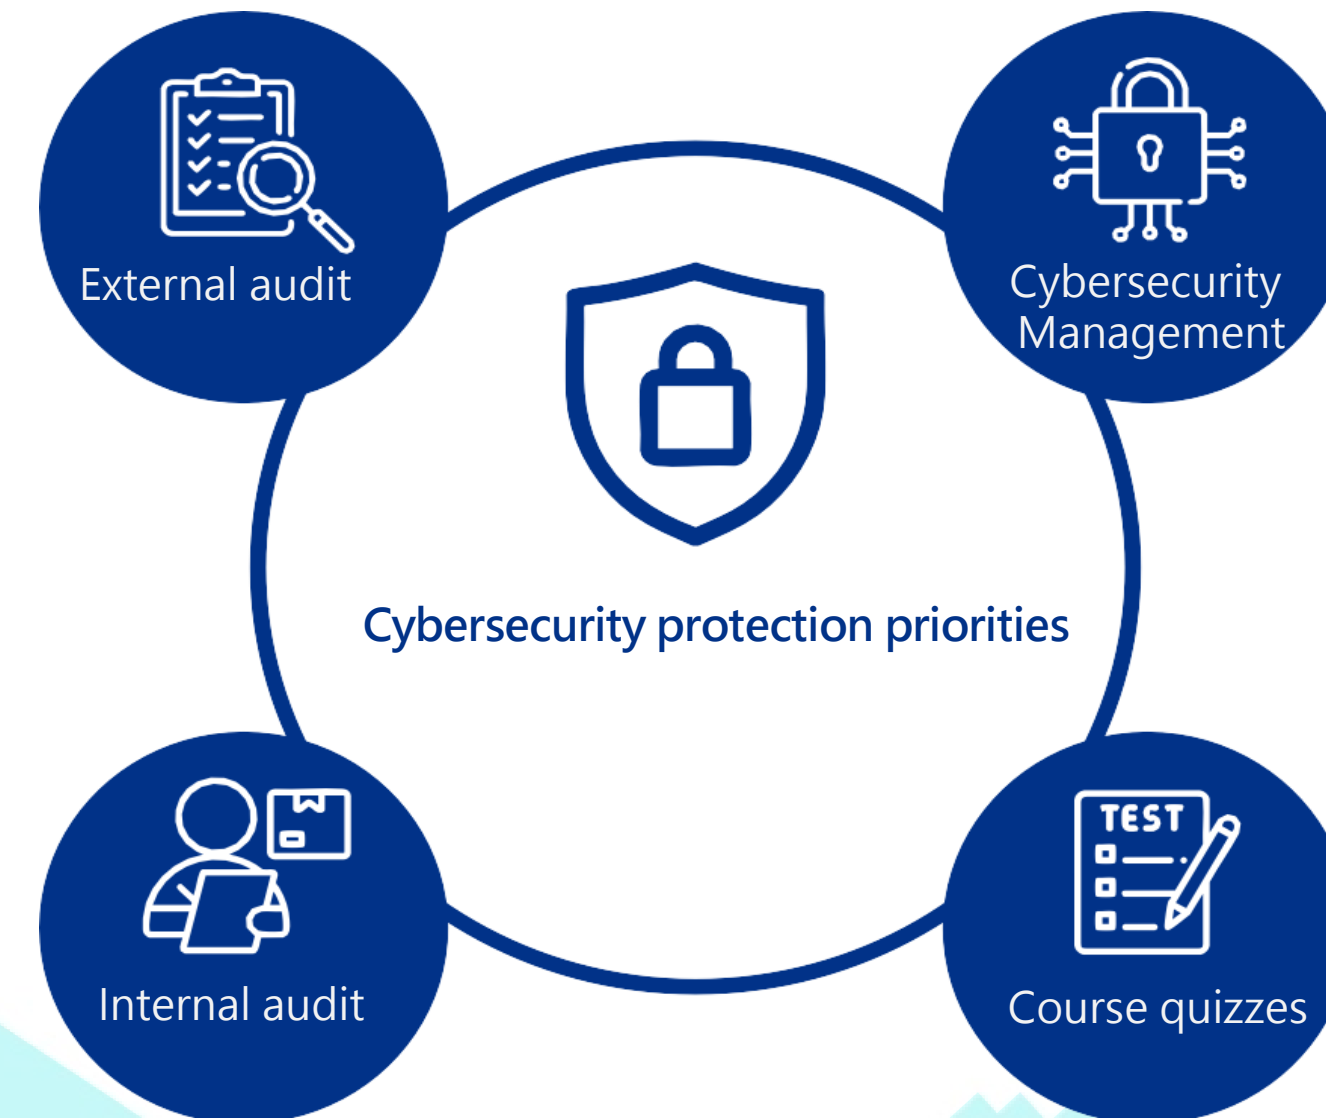 External audit
Cybersecurity
Management
Cybersecurity protection priorities
Internal audit
TEST
Course quizzes